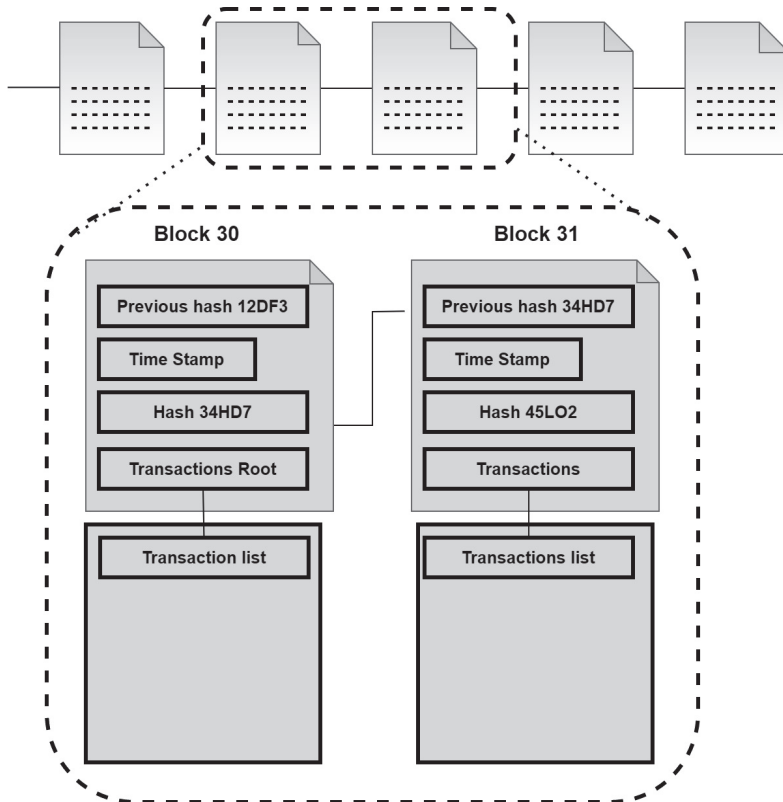 Block 30
Previous hash 12DF3
Time Stamp
Hash 34HD7
Transactions Root
Transaction list
Block 31
Previous hash 34HD7
Time Stamp
Hash 45LO2
Transactions
Transactions list